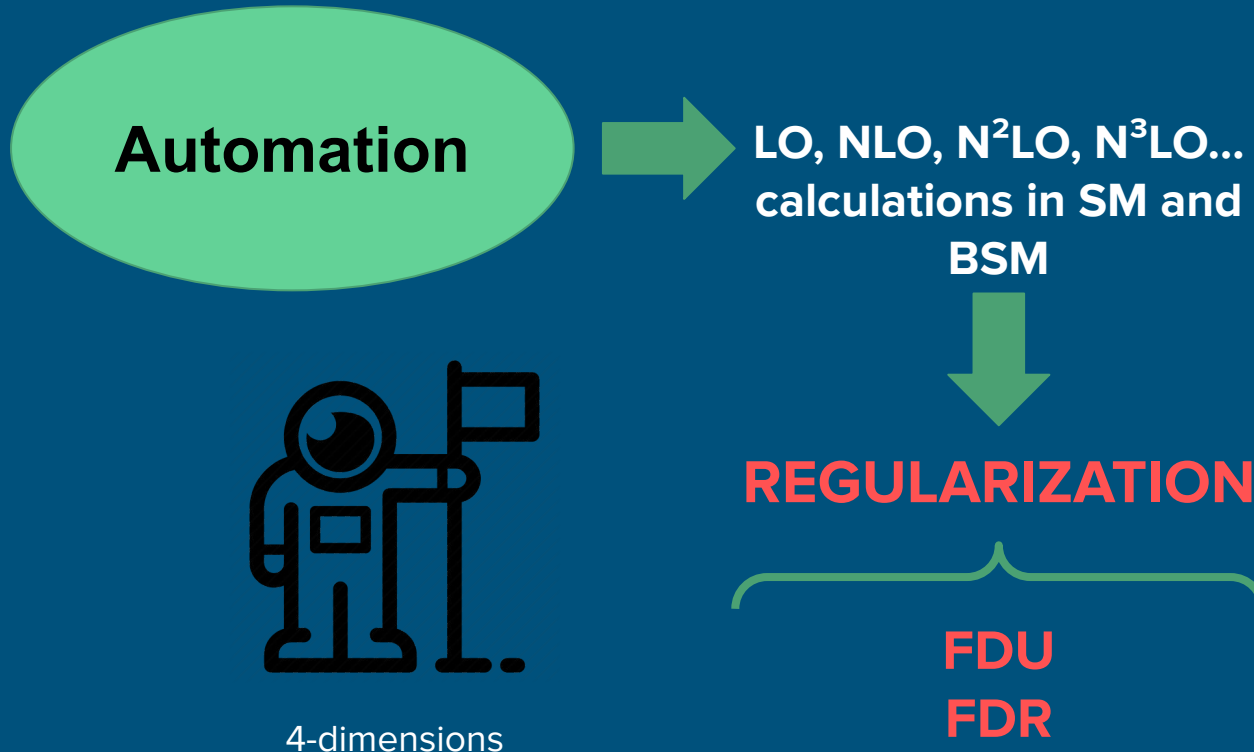 Automation
LO, NLO, N²LO, N³LO...
calculations in SM and
BSM
REGULARIZATION
FDU
FDR
4-dimensions